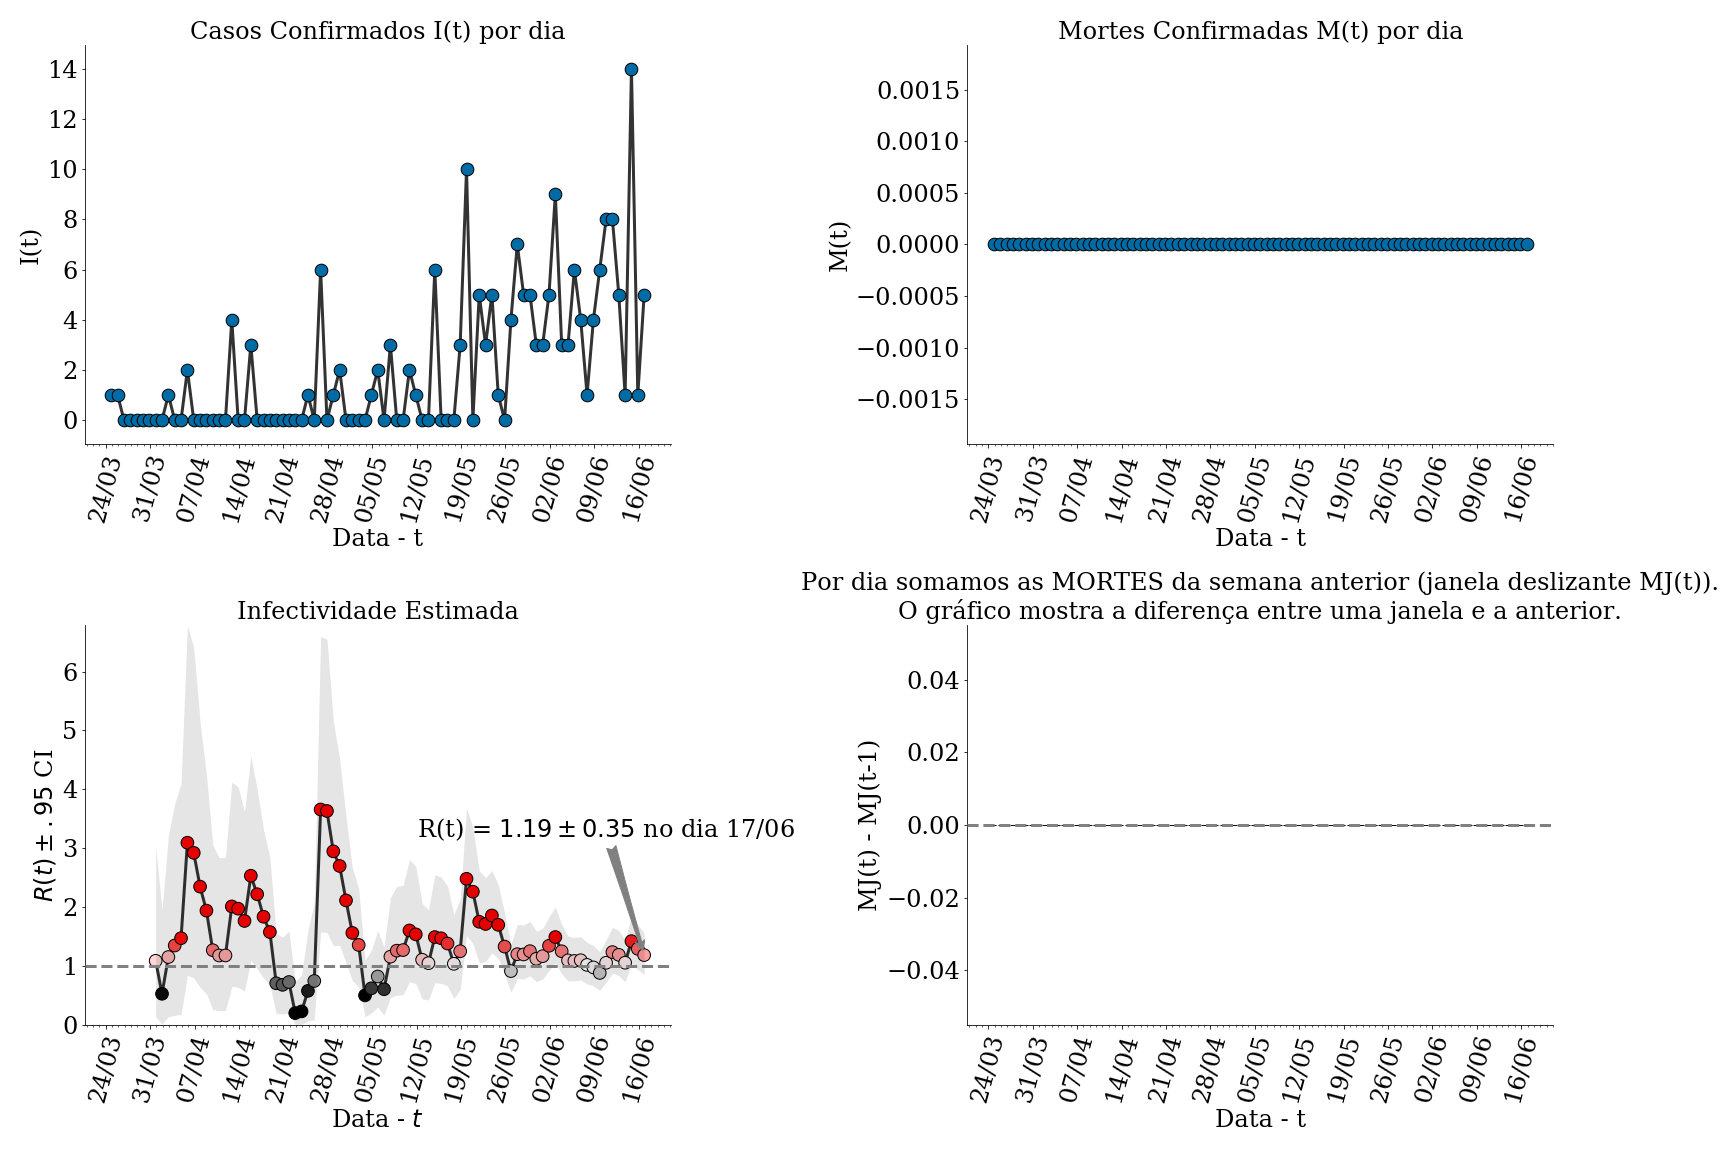 Casos Confirmados I(t) por dia
I(t)
14
12
10
8
6
4
2
0
24/03 31/03 07/04 14/04 21/04 28/04 05/05 12/05 19/05 26/05 02/06 09/06 16/06
Data - t
Mortes Confirmadas M(t) por dia
M(t)
0.0015
0.0010
0.0005
0.0000
−0.0005
−0.0010
−0.0015
24/03 31/03 07/04 14/04 21/04 28/04 05/05 12/05 19/05 26/05 02/06 09/06 16/06
Data - t
Infectividade Estimada
R(t) ± .95 CI
6
5
4
3
2
1
0
R(t) = 1.19 ± 0.35 no dia 17/06
24/03 31/03 07/04 14/04 21/04 28/04 05/05 12/05 19/05 26/05 02/06 09/06 16/06
Data - t
Por dia somamos as MORTES da semana anterior (janela deslizante MJ(t)).
O gráfico mostra a diferença entre uma janela e a anterior.
MJ(t) - MJ(t-1)
0.04
0.02
0.00
−0.02
−0.04
24/03 31/03 07/04 14/04 21/04 28/04 05/05 12/05 19/05 26/05 02/06 09/06 16/06
Data - t